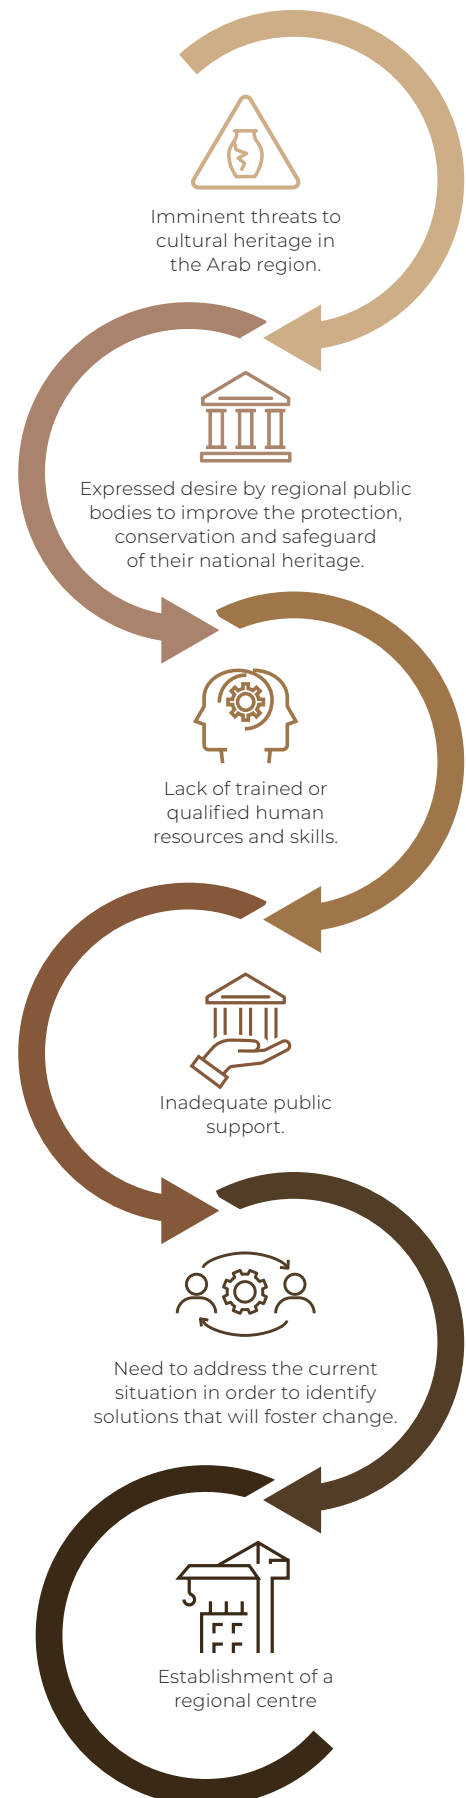 Imminent threats to
cultural heritage in
the Arab region.
Expressed desire by regional public
bodies to improve the protection,
conservation and safeguard
of their national heritage.
Lack of trained or
qualified human
resources and skills.
Inadequate public
support.
Need to address the current
situation in order to identify
solutions that will foster change.
Establishment of a
regional centre